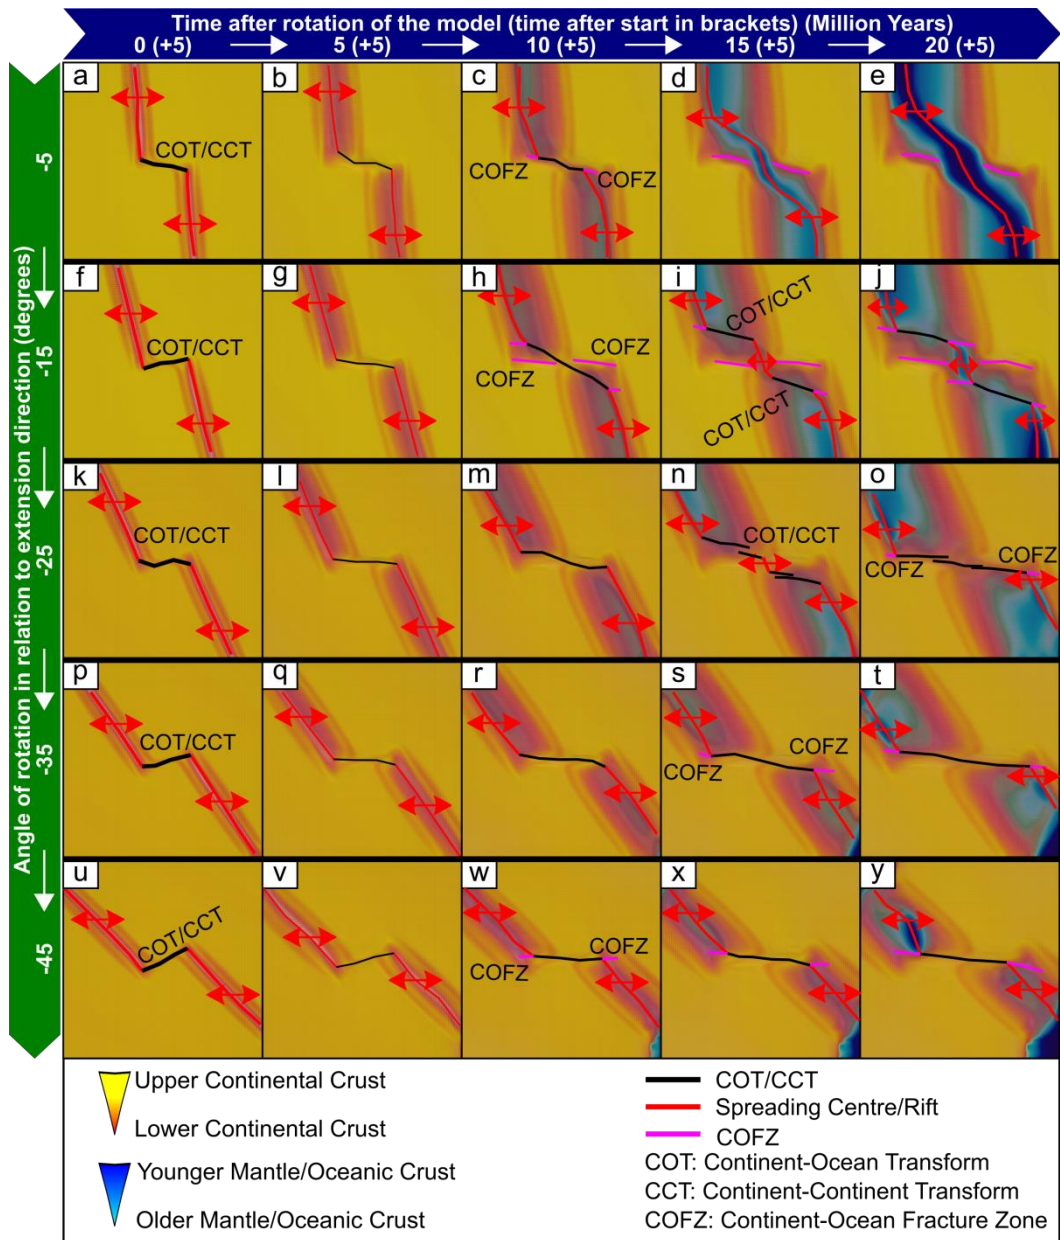 Time after rotation of the model (time after start in brackets) (Million Years)
0 (+5) 5 (+5) 10 (+5) 15 (+5) 20 (+5)
Angle of rotation in relation to extension direction (degrees)
-5
a b c d e
COT/CCT
COFZ COFZ
-15
f g h i j
COT/CCT
COFZ
COFZ
COT/CCT
COT/CCT
-25
k l m n o
COT/CCT
COT/CCT
COFZ
COFZ
-35
p q r s t
COT/CCT
COFZ
COFZ
-45
u v w x y
COT/CCT
COFZ
COFZ
Upper Continental Crust
Lower Continental Crust
Younger Mantle/Oceanic Crust
Older Mantle/Oceanic Crust
COT/CCT
Spreading Centre/Rift
COFZ
COT: Continent-Ocean Transform
CCT: Continent-Continent Transform
COFZ: Continent-Ocean Fracture Zone